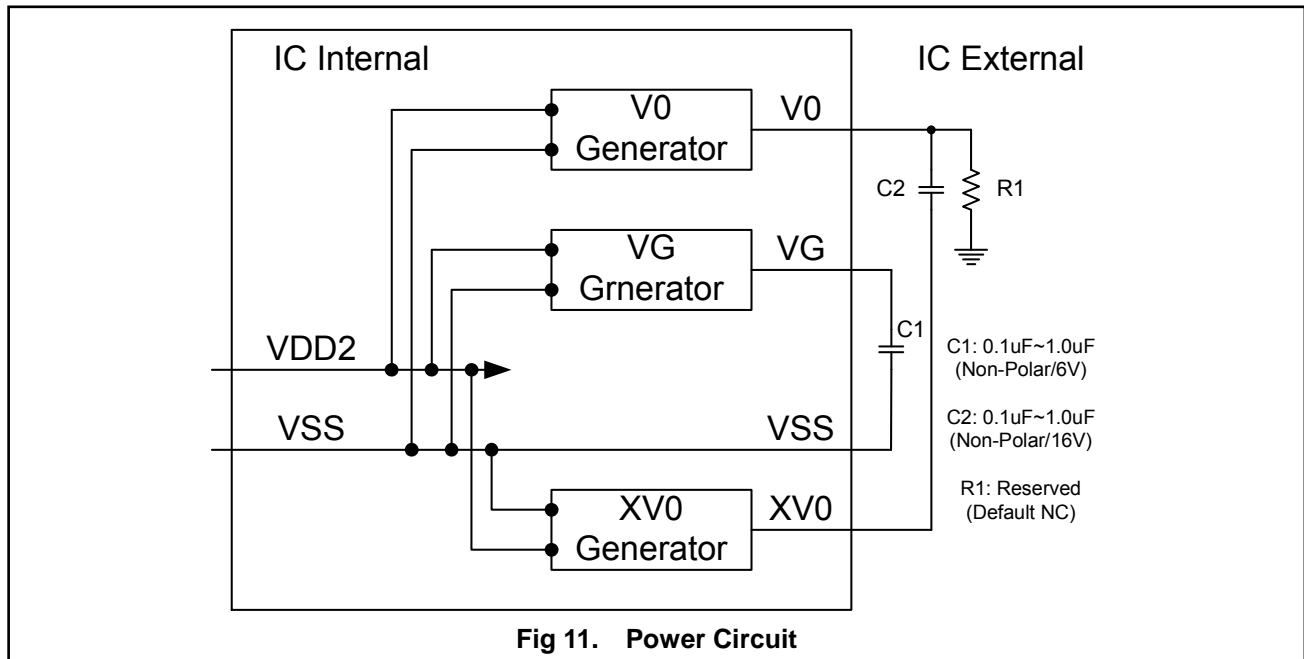 IC Internal
IC External
V0
Generator
V0
C2
R1
VG
Grnerator
VG
C1
VDD2
C1: 0.1uF~1.0uF
(Non-Polar/6V)
VSS
VSS
C2: 0.1uF~1.0uF
(Non-Polar/16V)
XV0
Generator
XV0
R1: Reserved
(Default NC)
Fig 11. Power Circuit